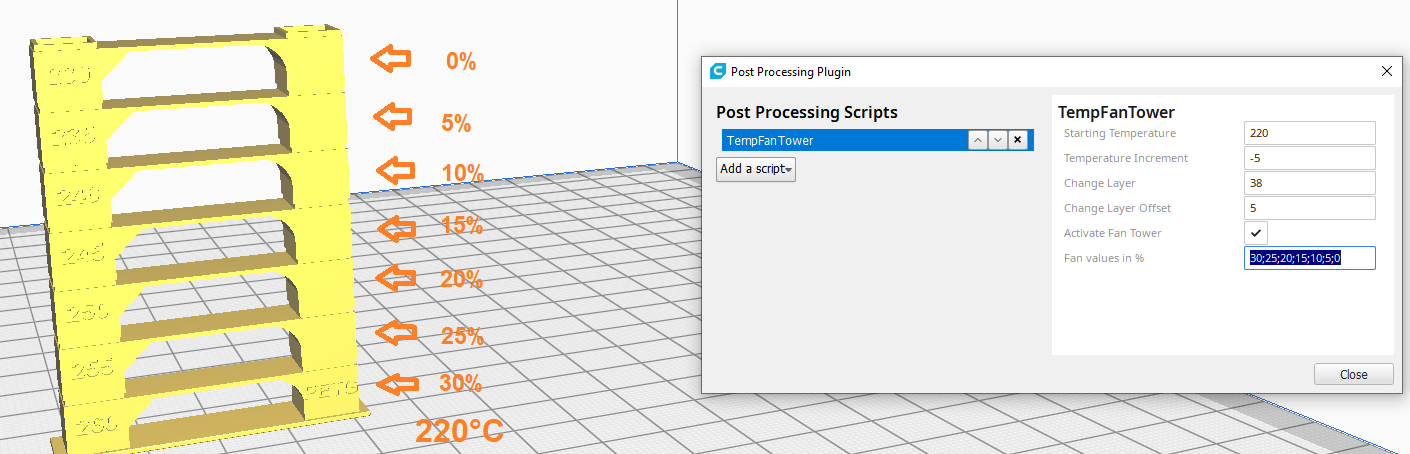 230
0%
235
5%
240
10%
245
15%
250
20%
255
25%
PETG
30%
260
220°C
Post Processing Plugin
Post Processing Scripts
TempFanTower
Add a script
TempFanTower
Starting Temperature 220
Temperature Increment -5
Change Layer 38
Change Layer Offset 5
Activate Fan Tower
Fan values in % 30;25;20;15;10;5;0
Close